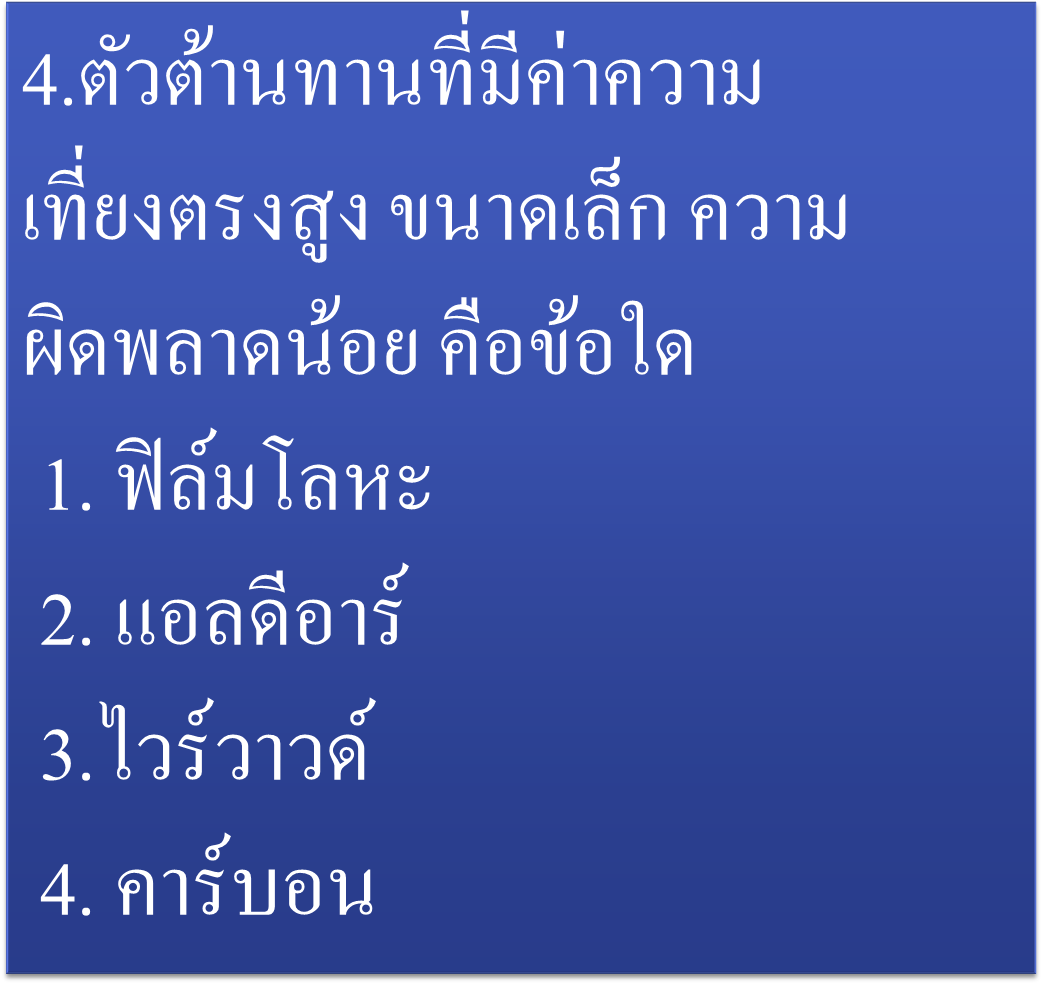 4.ตัวต้านทานที่มีค่าความ
เที่ยงตรงสูง ขนาดเล็ก ความ
ผิดพลาดน้อย คือข้อใด
1. ฟิล์มโลหะ
2. แอลดีอาร์
3.ไวร์วาวด์
4. คาร์บอน